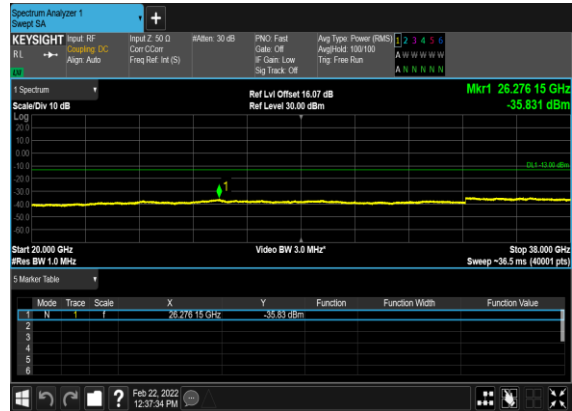 Spectrum Analyzer 1
Swept SA
+
KEYSIGHT Input: RF Input Z: 50 Ω #Atten: 30 dB PNO: Fast Avg Type: Power (RMS) 1 2 3 4 5 6
RL Coupling: DC Corr CCorr Gate: Off Avg|Hold: 100/100 A W W W W W
Align: Auto Freq Ref: Int (S) IF Gain: Low Trig: Free Run
Sig Track: Off A N N N N N
1 Spectrum Ref Lvl Offset 16.07 dB Mkr1 26.276 15 GHz
Scale/Div 10 dB Ref Level 30.00 dBm -35.831 dBm
Log
20.0
10.0
0.00
-10.0 DL1 -13.00 dBm
-20.0
-30.0 1
-40.0
-50.0
-60.0
Start 20.000 GHz Video BW 3.0 MHz* Stop 38.000 GHz
#Res BW 1.0 MHz Sweep ~36.5 ms (40001 pts)
5 Marker Table
Mode Trace Scale X Y Function Function Width Function Value
1 N 1 f 26.276 15 GHz -35.83 dBm
2
3
4
5
6
? Feb 22, 2022
12:37:34 PM